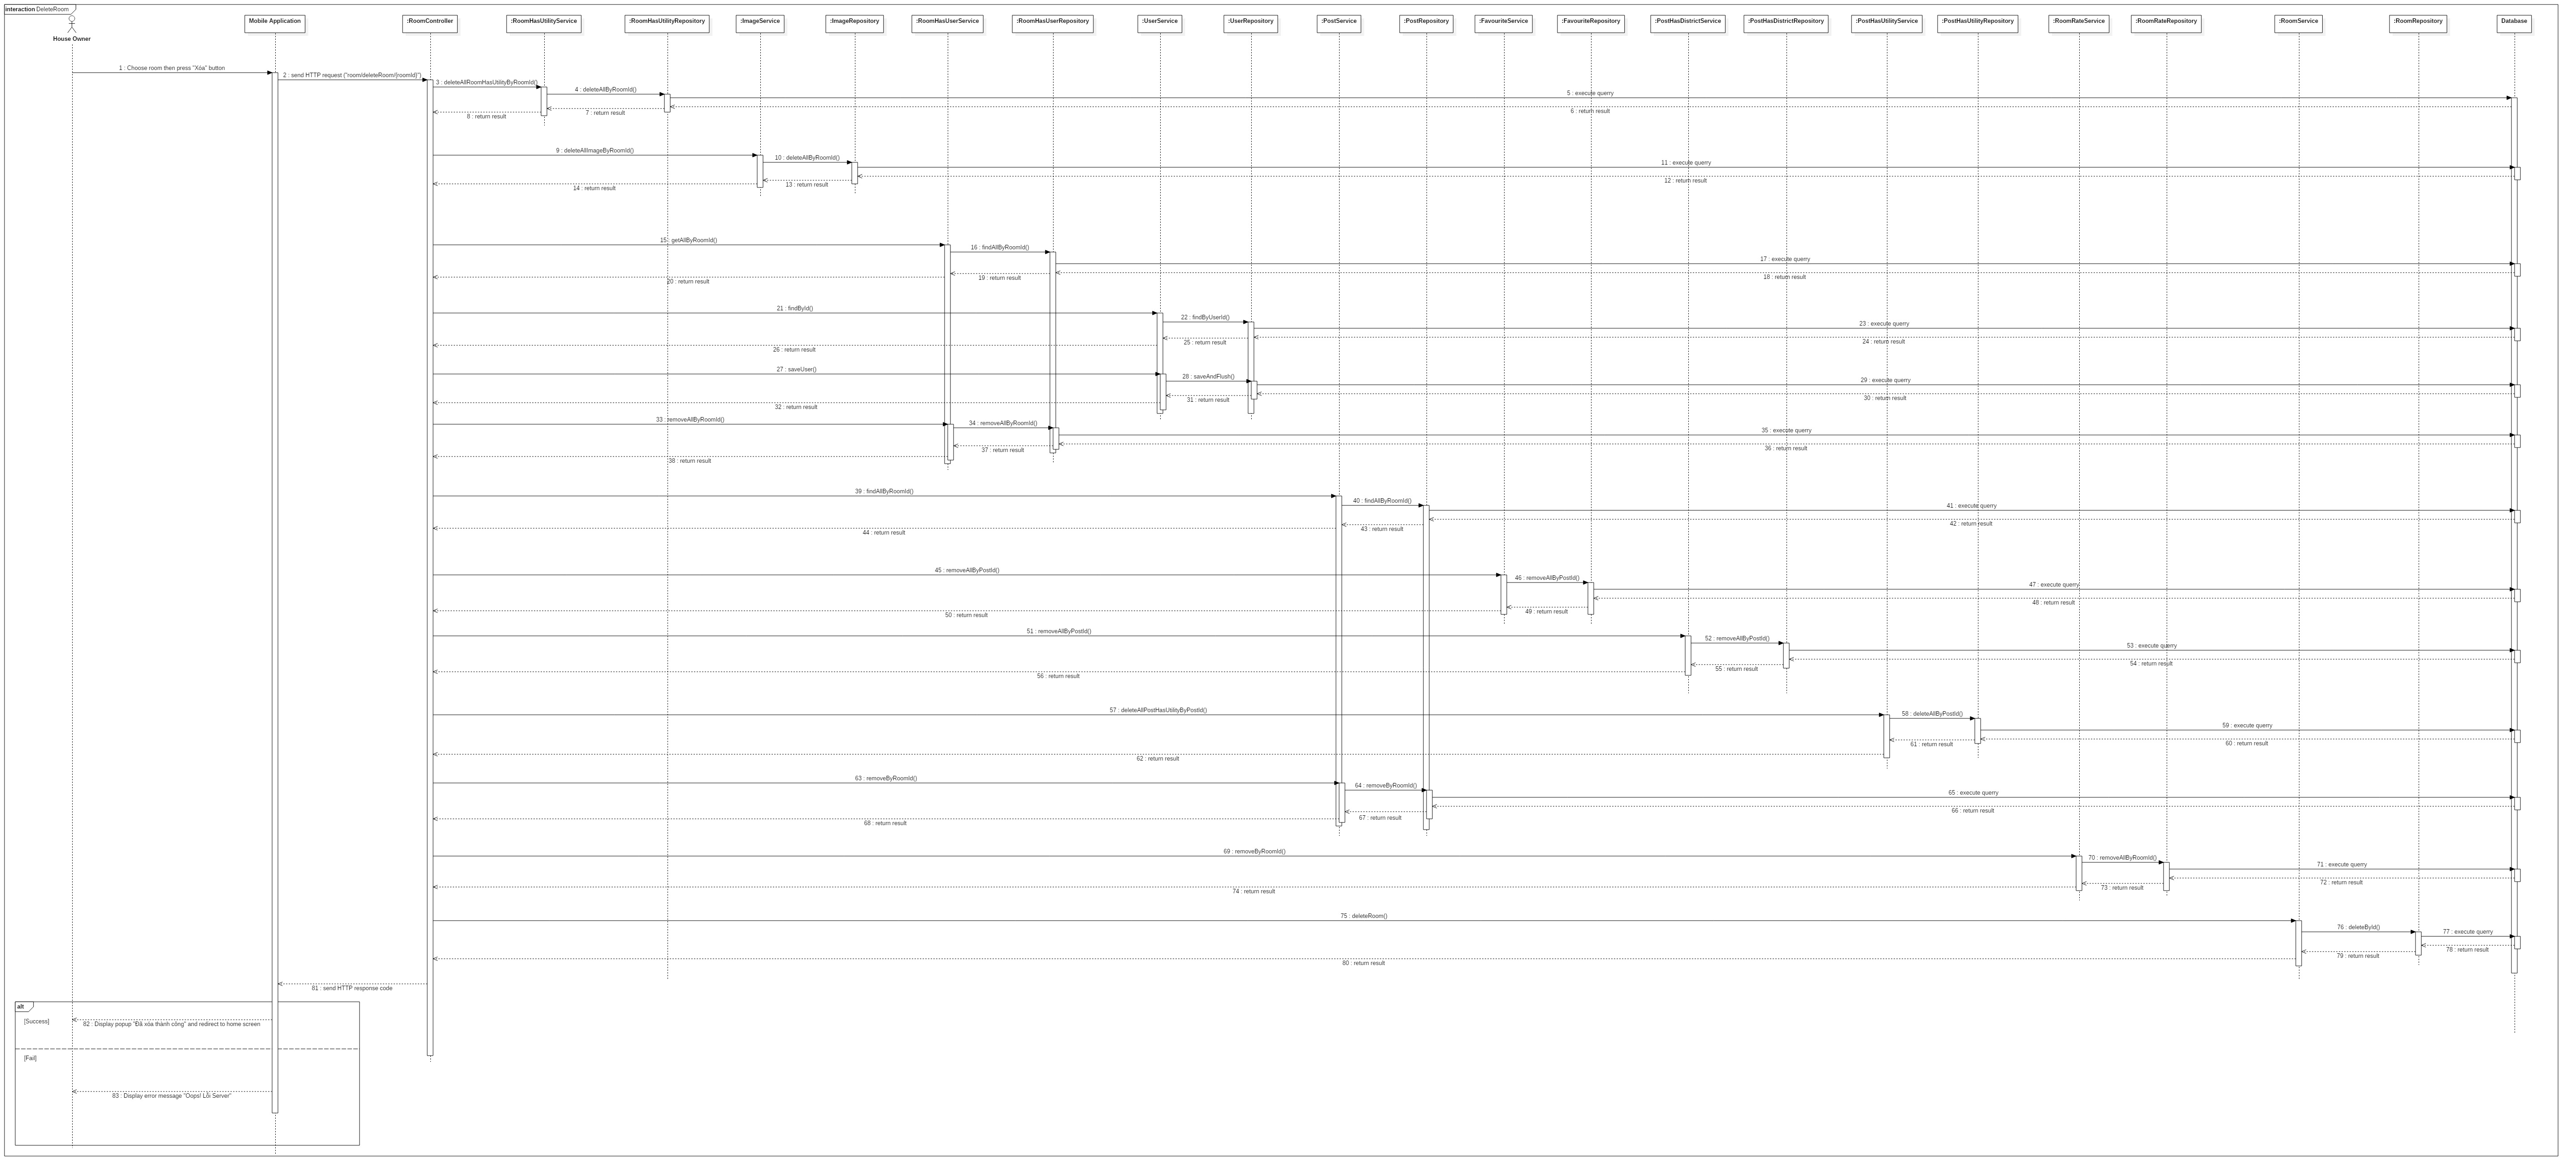 interaction DeleteRoom
House Owner
Mobile Application
:RoomController
:RoomHasUtilityService
:RoomHasUtilityRepository
:ImageService
:ImageRepository
:RoomHasUserService
:RoomHasUserRepository
:UserService
:UserRepository
:PostService
:PostRepository
:FavouriteService
:FavouriteRepository
:PostHasDistrictService
:PostHasDistrictRepository
:PostHasUtilityService
:PostHasUtilityRepository
:RoomRateService
:RoomRateRepository
:RoomService
:RoomRepository
Database
1 : Choose room then press "Xóa" button
2 : send HTTP request ("room/deleteRoom/{roomId}")
3 : deleteAllRoomHasUtilityByRoomId()
4 : deleteAllByRoomId()
5 : execute querry
6 : return result
7 : return result
8 : return result
9 : deleteAllImageByRoomId()
10 : deleteAllByRoomId()
11 : execute querry
12 : return result
13 : return result
14 : return result
15 : getAllByRoomId()
16 : findAllByRoomId()
17 : execute querry
18 : return result
19 : return result
20 : return result
21 : findById()
22 : findByUserId()
23 : execute querry
24 : return result
25 : return result
26 : return result
27 : saveUser()
28 : saveAndFlush()
29 : execute querry
30 : return result
31 : return result
32 : return result
33 : removeAllByRoomId()
34 : removeAllByRoomId()
35 : execute querry
36 : return result
37 : return result
38 : return result
39 : findAllByRoomId()
40 : findAllByRoomId()
41 : execute querry
42 : return result
43 : return result
44 : return result
45 : removeAllByPostId()
46 : removeAllByPostId()
47 : execute querry
48 : return result
49 : return result
50 : return result
51 : removeAllByPostId()
52 : removeAllByPostId()
53 : execute querry
54 : return result
55 : return result
56 : return result
57 : deleteAllPostHasUtilityByPostId()
58 : deleteAllByPostId()
59 : execute querry
60 : return result
61 : return result
62 : return result
63 : removeByRoomId()
64 : removeByRoomId()
65 : execute querry
66 : return result
67 : return result
68 : return result
69 : removeByRoomId()
70 : removeAllByRoomId()
71 : execute querry
72 : return result
73 : return result
74 : return result
75 : deleteRoom()
76 : deleteById()
77 : execute querry
78 : return result
79 : return result
80 : return result
81 : send HTTP response code
alt
[Success]
82 : Display popup "Đã xóa thành công" and redirect to home screen
[Fail]
83 : Display error message "Oops! Lỗi Server"